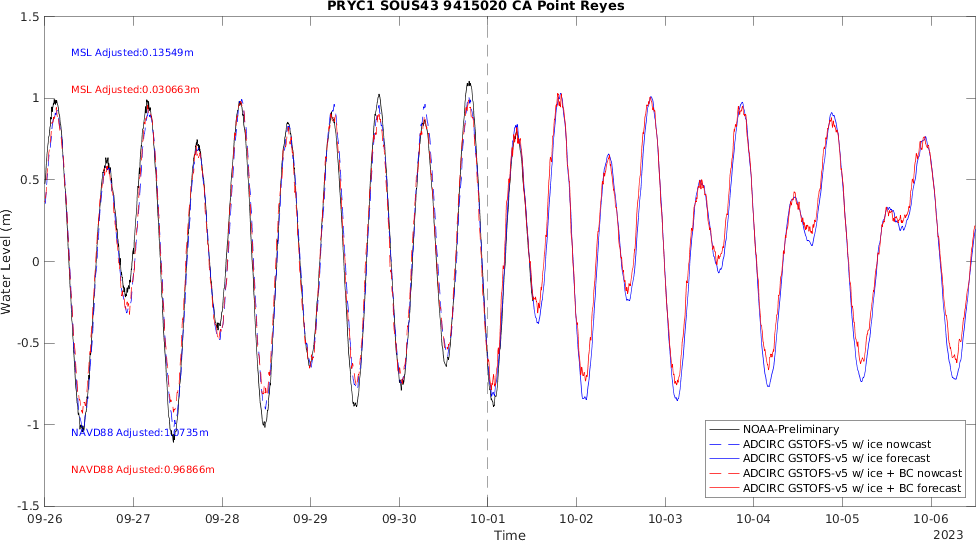 PRYC1 SOUS43 9415020 CA Point Reyes
1.5
MSL Adjusted:0.13549m
MSL Adjusted:0.030663m
1
0.5
0
Water Level (m)
-0.5
-1
NAVD88 Adjusted:1.0735m
NAVD88 Adjusted:0.96866m
-1.5
NOAA-Preliminary
ADCIRC GSTOFS-v5 w/ ice nowcast
ADCIRC GSTOFS-v5 w/ ice forecast
ADCIRC GSTOFS-v5 w/ ice + BC nowcast
ADCIRC GSTOFS-v5 w/ ice + BC forecast
09-26 09-27 09-28 09-29 09-30 10-01 10-02 10-03 10-04 10-05 10-06
Time
2023